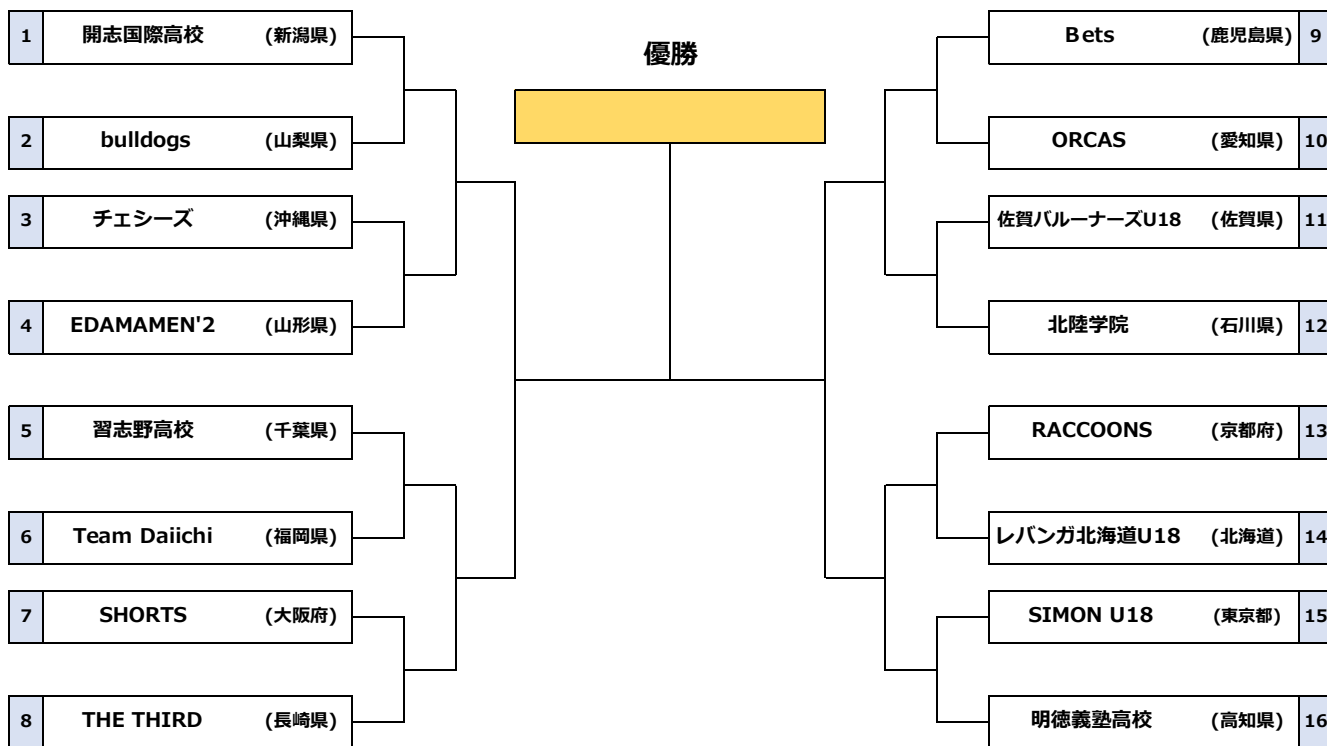 優勝
1 開志国際高校 (新潟県)
2 bulldogs (山梨県)
3 チェシーズ (沖縄県)
4 EDAMAMEN'2 (山形県)
5 習志野高校 (千葉県)
6 Team Daiichi (福岡県)
7 SHORTS (大阪府)
8 THE THIRD (長崎県)
Bets (鹿児島県) 9
ORCAS (愛知県) 10
佐賀バルーナーズU18 (佐賀県) 11
北陸学院 (石川県) 12
RACCOONS (京都府) 13
レバンガ北海道U18 (北海道) 14
SIMON U18 (東京都) 15
明徳義塾高校 (高知県) 16